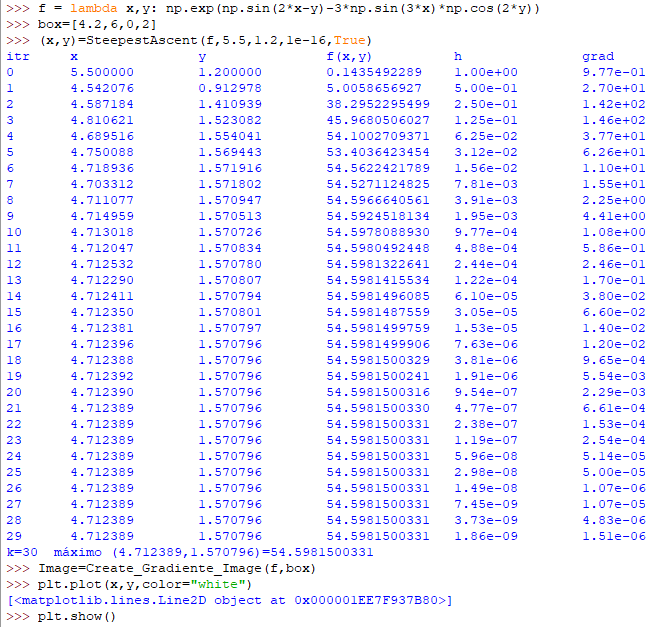 >>> f = lambda x,y: np.exp(np.sin(2*x-y)-3*np.sin(3*x)*np.cos(2*y))
>>> box=[4.2,6,0,2]
>>> (x,y)=SteepestAscent(f,5.5,1.2,1e-16,True)
itr x y f(x,y) h grad
0 5.500000 1.200000 0.1435492289 1.00e+00 9.77e-01
1 4.542076 0.912978 5.0058656927 5.00e-01 2.70e+01
2 4.587184 1.410939 38.2952295499 2.50e-01 1.42e+02
3 4.810621 1.523082 45.9680506027 1.25e-01 1.46e+02
4 4.689516 1.554041 54.1002709371 6.25e-02 3.77e+01
5 4.750088 1.569443 53.4036423454 3.12e-02 6.26e+01
6 4.718936 1.571916 54.5622421789 1.56e-02 1.10e+01
7 4.703312 1.571802 54.5271124825 7.81e-03 1.55e+01
8 4.711077 1.570947 54.5966640561 3.91e-03 2.25e+00
9 4.714959 1.570513 54.5924518134 1.95e-03 4.41e+00
10 4.713018 1.570726 54.5978088930 9.77e-04 1.08e+00
11 4.712047 1.570834 54.5980492448 4.88e-04 5.86e-01
12 4.712532 1.570780 54.5981322641 2.44e-04 2.46e-01
13 4.712290 1.570807 54.5981415534 1.22e-04 1.70e-01
14 4.712411 1.570794 54.5981496085 6.10e-05 3.80e-02
15 4.712350 1.570801 54.5981487559 3.05e-05 6.60e-02
16 4.712381 1.570797 54.5981499759 1.53e-05 1.40e-02
17 4.712396 1.570796 54.5981499906 7.63e-06 1.20e-02
18 4.712388 1.570796 54.5981500329 3.81e-06 9.65e-04
19 4.712392 1.570796 54.5981500241 1.91e-06 5.54e-03
20 4.712390 1.570796 54.5981500316 9.54e-07 2.29e-03
21 4.712389 1.570796 54.5981500330 4.77e-07 6.61e-04
22 4.712389 1.570796 54.5981500331 2.38e-07 1.53e-04
23 4.712389 1.570796 54.5981500331 1.19e-07 2.54e-04
24 4.712389 1.570796 54.5981500331 5.96e-08 5.14e-05
25 4.712389 1.570796 54.5981500331 2.98e-08 5.00e-05
26 4.712389 1.570796 54.5981500331 1.49e-08 1.07e-06
27 4.712389 1.570796 54.5981500331 7.45e-09 1.07e-05
28 4.712389 1.570796 54.5981500331 3.73e-09 4.83e-06
29 4.712389 1.570796 54.5981500331 1.86e-09 1.51e-06
k=30 máximo (4.712389,1.570796)=54.5981500331
>>> Image=Create_Gradiente_Image(f,box)
>>> plt.plot(x,y,color="white")
[<matplotlib.lines.Line2D object at 0x000001EE7F937B80>]
>>> plt.show()